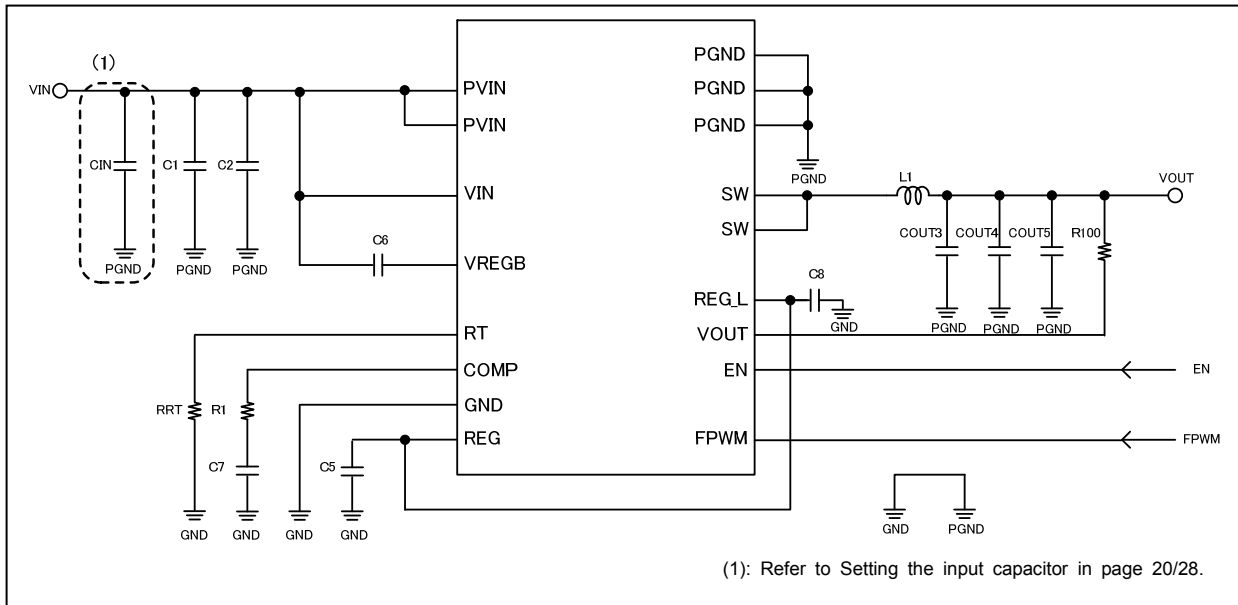 (1)
VIN
CIN
C1
C2
PGND
PGND
PGND
PVIN
PVIN
VIN
C6
VREGB
RT
COMP
GND
REG
RRT
R1
C7
C5
GND
GND
GND
GND
PGND
PGND
PGND
PGND
SW
SW
L1
VOUT
COUT3
COUT4
COUT5
R100
PGND
PGND
PGND
REG_L
C8
GND
VOUT
EN
EN
FPWM
FPWM
GND
PGND
(1): Refer to Setting the input capacitor in page 20/28.